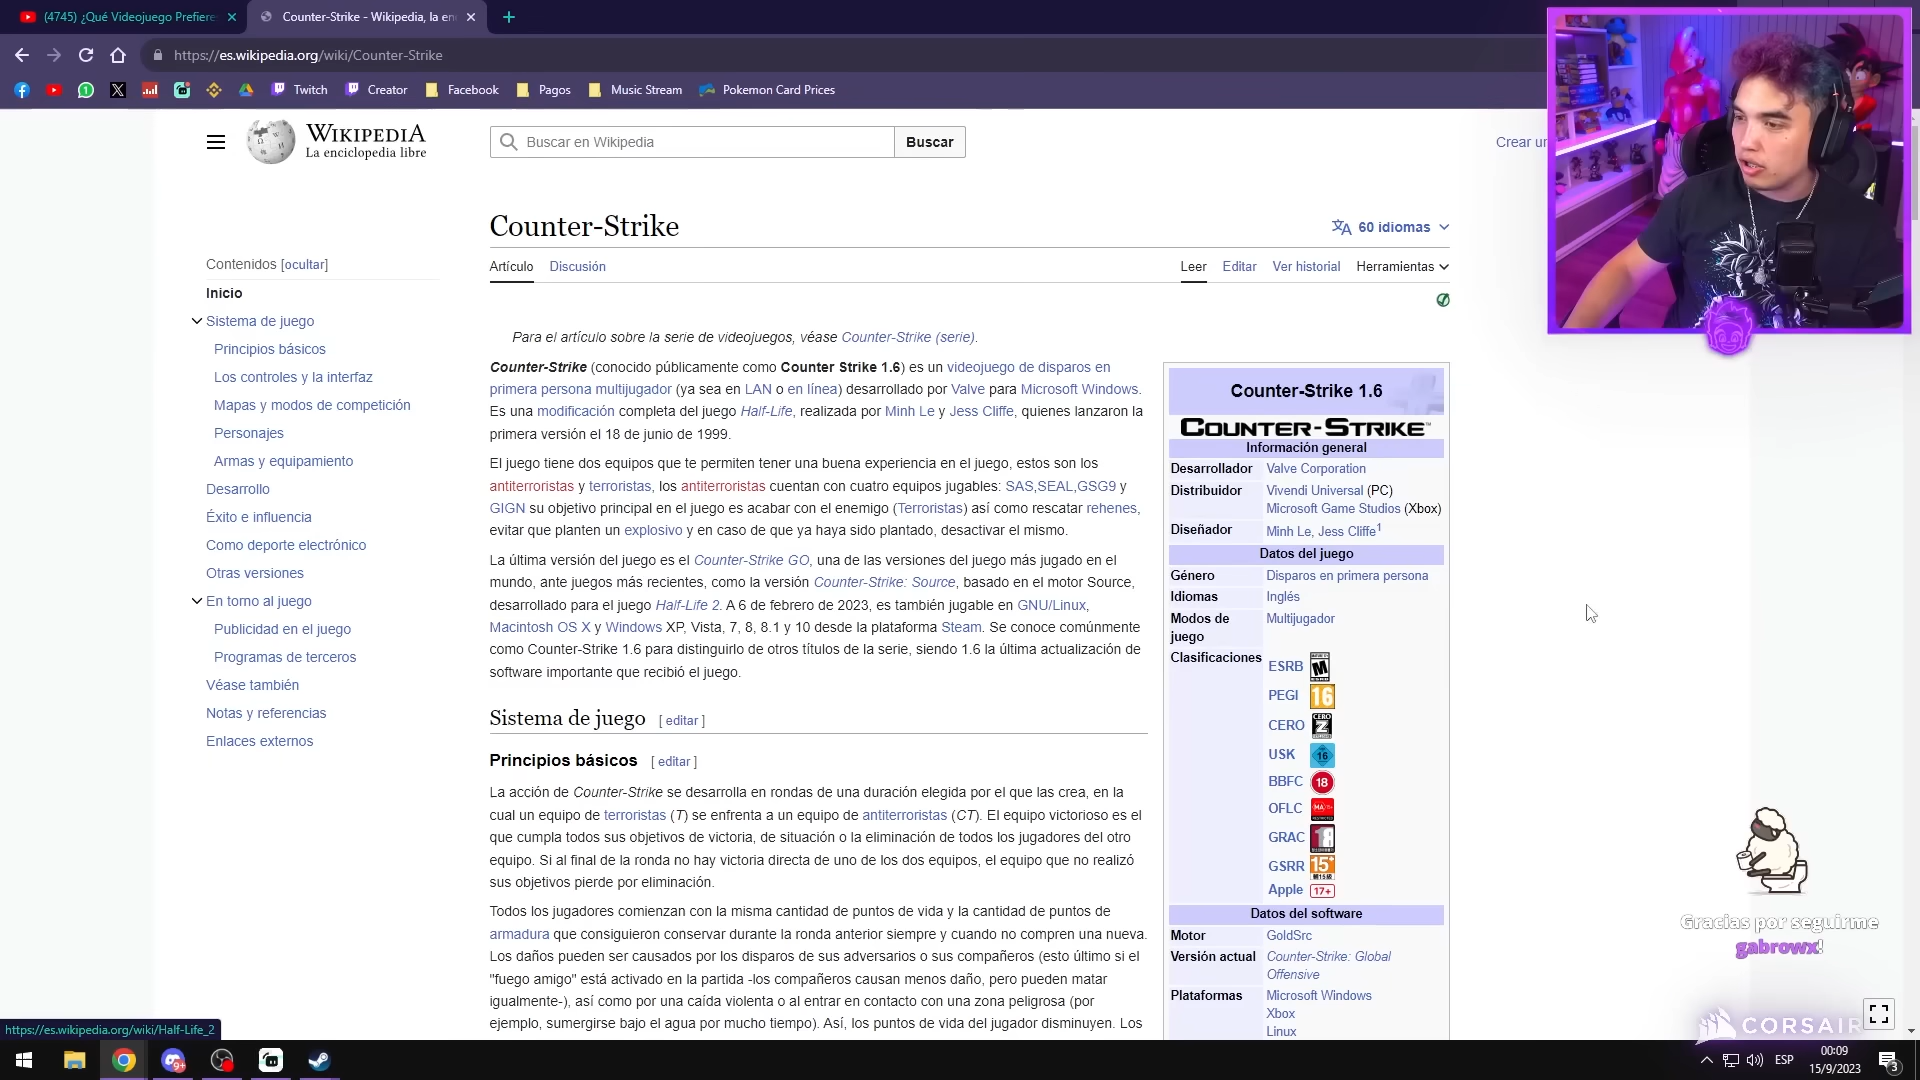 (4745) ¿Qué Videojuego Prefiere
Counter-Strike - Wikipedia, la en
https://es.wikipedia.org/wiki/Counter-Strike
Twitch
Creator
Facebook
Pagos
Music Stream
Pokemon Card Prices
WIKIPEDIA
La enciclopedia libre
Buscar en Wikipedia
Buscar
Crear un
Counter-Strike
60 idiomas
Artículo
Discusión
Leer
Editar
Ver historial
Herramientas
Contenidos [ocultar]
Inicio
Sistema de juego
Principios básicos
Los controles y la interfaz
Mapas y modos de competición
Personajes
Armas y equipamiento
Desarrollo
Éxito e influencia
Como deporte electrónico
Otras versiones
En torno al juego
Publicidad en el juego
Programas de terceros
Véase también
Notas y referencias
Enlaces externos
Para el artículo sobre la serie de videojuegos, véase Counter-Strike (serie).
Counter-Strike (conocido públicamente como Counter Strike 1.6) es un videojuego de disparos en
primera persona multijugador (ya sea en LAN o en línea) desarrollado por Valve para Microsoft Windows.
Es una modificación completa del juego Half-Life, realizada por Minh Le y Jess Cliffe, quienes lanzaron la
primera versión el 18 de junio de 1999.
El juego tiene dos equipos que te permiten tener una buena experiencia en el juego, estos son los
antiterroristas y terroristas, los antiterroristas cuentan con cuatro equipos jugables: SAS,SEAL,GSG9 y
GIGN su objetivo principal en el juego es acabar con el enemigo (Terroristas) así como rescatar rehenes,
evitar que planten un explosivo y en caso de que ya haya sido plantado, desactivar el mismo.
La última versión del juego es el Counter-Strike GO, una de las versiones del juego más jugado en el
mundo, ante juegos más recientes, como la versión Counter-Strike: Source, basado en el motor Source,
desarrollado para el juego Half-Life 2. A 6 de febrero de 2023, es también jugable en GNU/Linux,
Macintosh OS X y Windows XP, Vista, 7, 8, 8.1 y 10 desde la plataforma Steam. Se conoce comúnmente
como Counter-Strike 1.6 para distinguirlo de otros títulos de la serie, siendo 1.6 la última actualización de
software importante que recibió el juego.
Sistema de juego [ editar ]
Principios básicos [ editar ]
La acción de Counter-Strike se desarrolla en rondas de una duración elegida por el que las crea, en la
cual un equipo de terroristas (T) se enfrenta a un equipo de antiterroristas (CT). El equipo victorioso es el
que cumpla todos sus objetivos de victoria, de situación o la eliminación de todos los jugadores del otro
equipo. Si al final de la ronda no hay victoria directa de uno de los dos equipos, el equipo que no realizó
sus objetivos pierde por eliminación.
Todos los jugadores comienzan con la misma cantidad de puntos de vida y la cantidad de puntos de
armadura que consiguieron conservar durante la ronda anterior siempre y cuando no compren una nueva.
Los daños pueden ser causados por los disparos de sus adversarios o sus compañeros (esto último si el
"fuego amigo" está activado en la partida -los compañeros causan menos daño, pero pueden matar
igualmente-), así como por una caída violenta o al entrar en contacto con una zona peligrosa (por
ejemplo, sumergirse bajo el agua por mucho tiempo). Así, los puntos de vida del jugador disminuyen. Los
Counter-Strike 1.6
COUNTER-STRIKE
Información general
Desarrollador Valve Corporation
Distribuidor Vivendi Universal (PC)
Microsoft Game Studios (Xbox)
Diseñador Minh Le, Jess Cliffe1
Datos del juego
Género Disparos en primera persona
Idiomas Inglés
Modos de Multijugador
juego
Clasificaciones
ESRB M
PEGI 16
CERO Z
USK 16
BBFC 18
OFLC MA
GRAC 18
GSRR 15+
Apple 17+
Datos del software
Motor GoldSrc
Versión actual Counter-Strike: Global
Offensive
Plataformas Microsoft Windows
Xbox
Linux
Gracias por seguirme
gabrowx!
CORSAIR
https://es.wikipedia.org/wiki/Half-Life_2
9+
ESP
00:09
15/9/2023
3